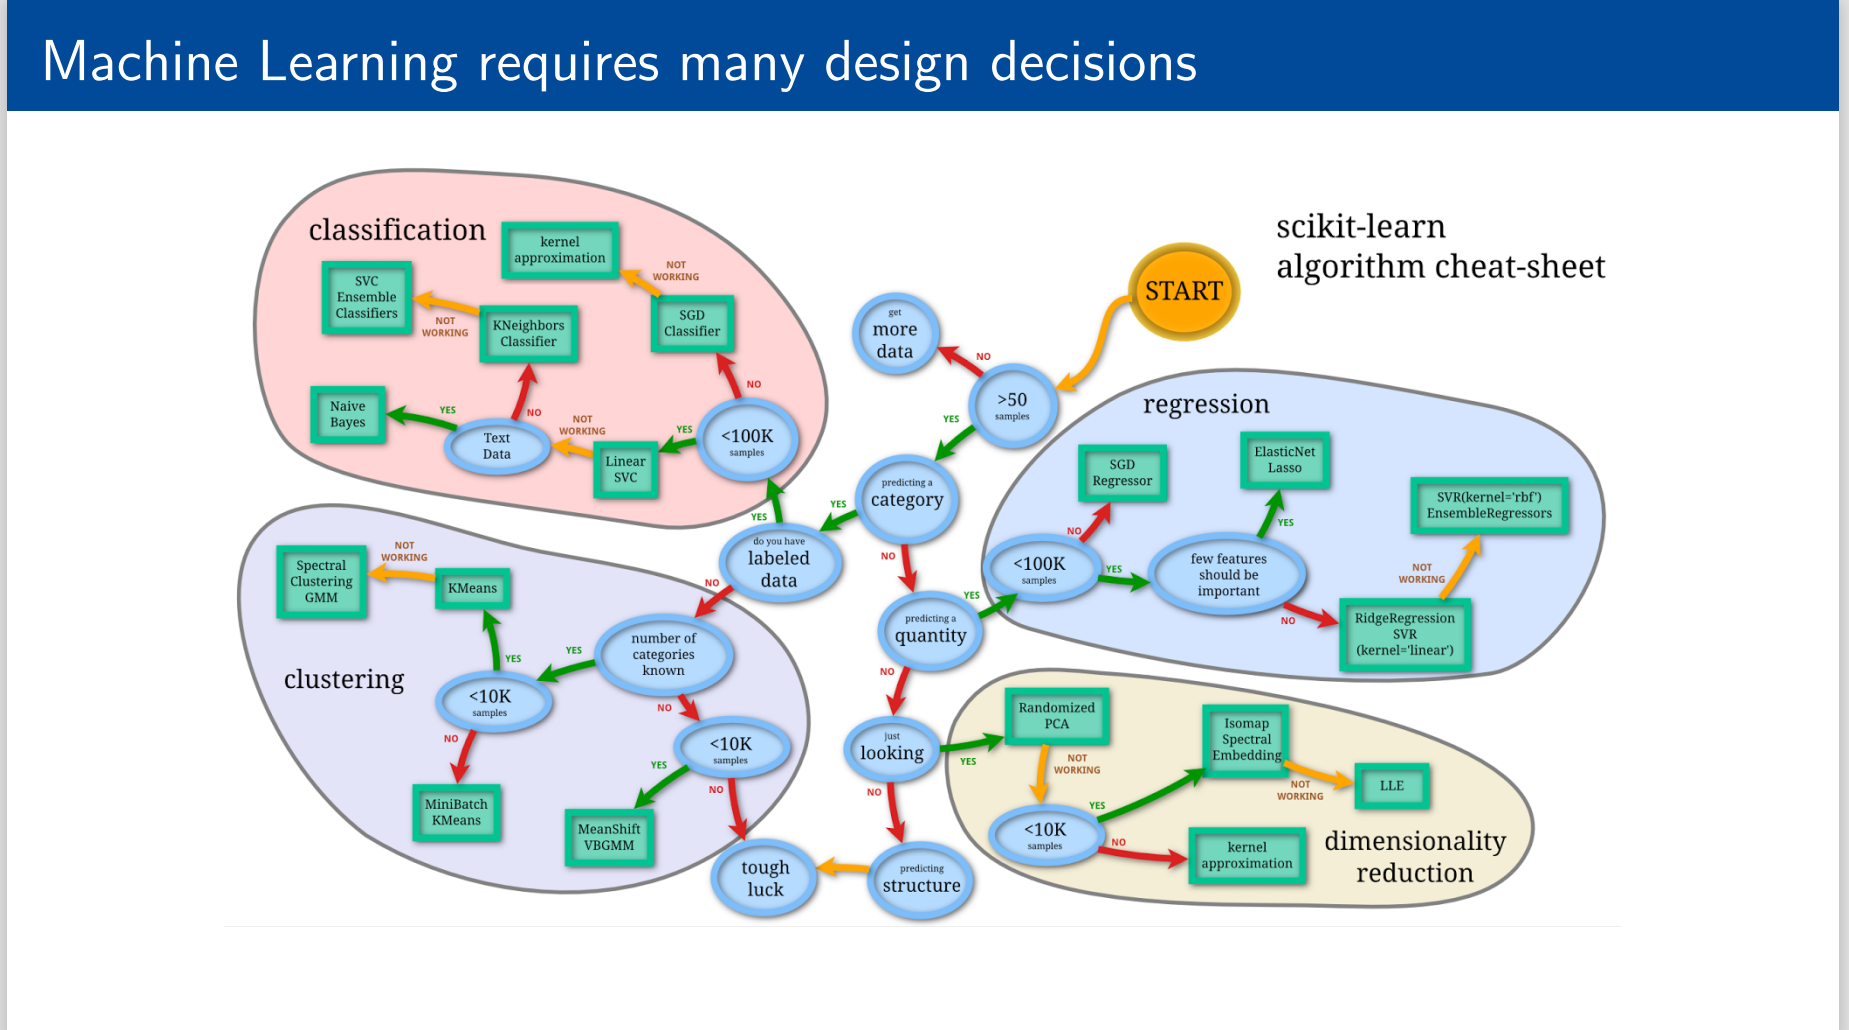 Machine Learning requires many design decisions
scikit-learn
algorithm cheat-sheet
START
>50
samples
NO
get
more
data
YES
predicting a
category
YES
do you have
labeled
data
YES
NO
NO
predicting a
quantity
YES
NO
just
looking
YES
NO
predicting
structure
tough
luck
classification
kernel
approximation
NOT
WORKING
SVC
Ensemble
Classifiers
NOT
WORKING
KNeighbors
Classifier
SGD
Classifier
NO
Naive
Bayes
YES
NO
Text
Data
NOT
WORKING
Linear
SVC
YES
<100K
samples
regression
SGD
Regressor
ElasticNet
Lasso
SVR(kernel='rbf')
EnsembleRegressors
NO
YES
<100K
samples
YES
few features
should be
important
NOT
WORKING
NO
RidgeRegression
SVR
(kernel='linear')
clustering
Spectral
Clustering
GMM
NOT
WORKING
KMeans
YES
YES
number of
categories
known
<10K
samples
NO
NO
<10K
samples
YES
NO
MiniBatch
KMeans
MeanShift
VBGMM
dimensionality
reduction
Randomized
PCA
NOT
WORKING
Isomap
Spectral
Embedding
NOT
WORKING
LLE
YES
<10K
samples
NO
kernel
approximation